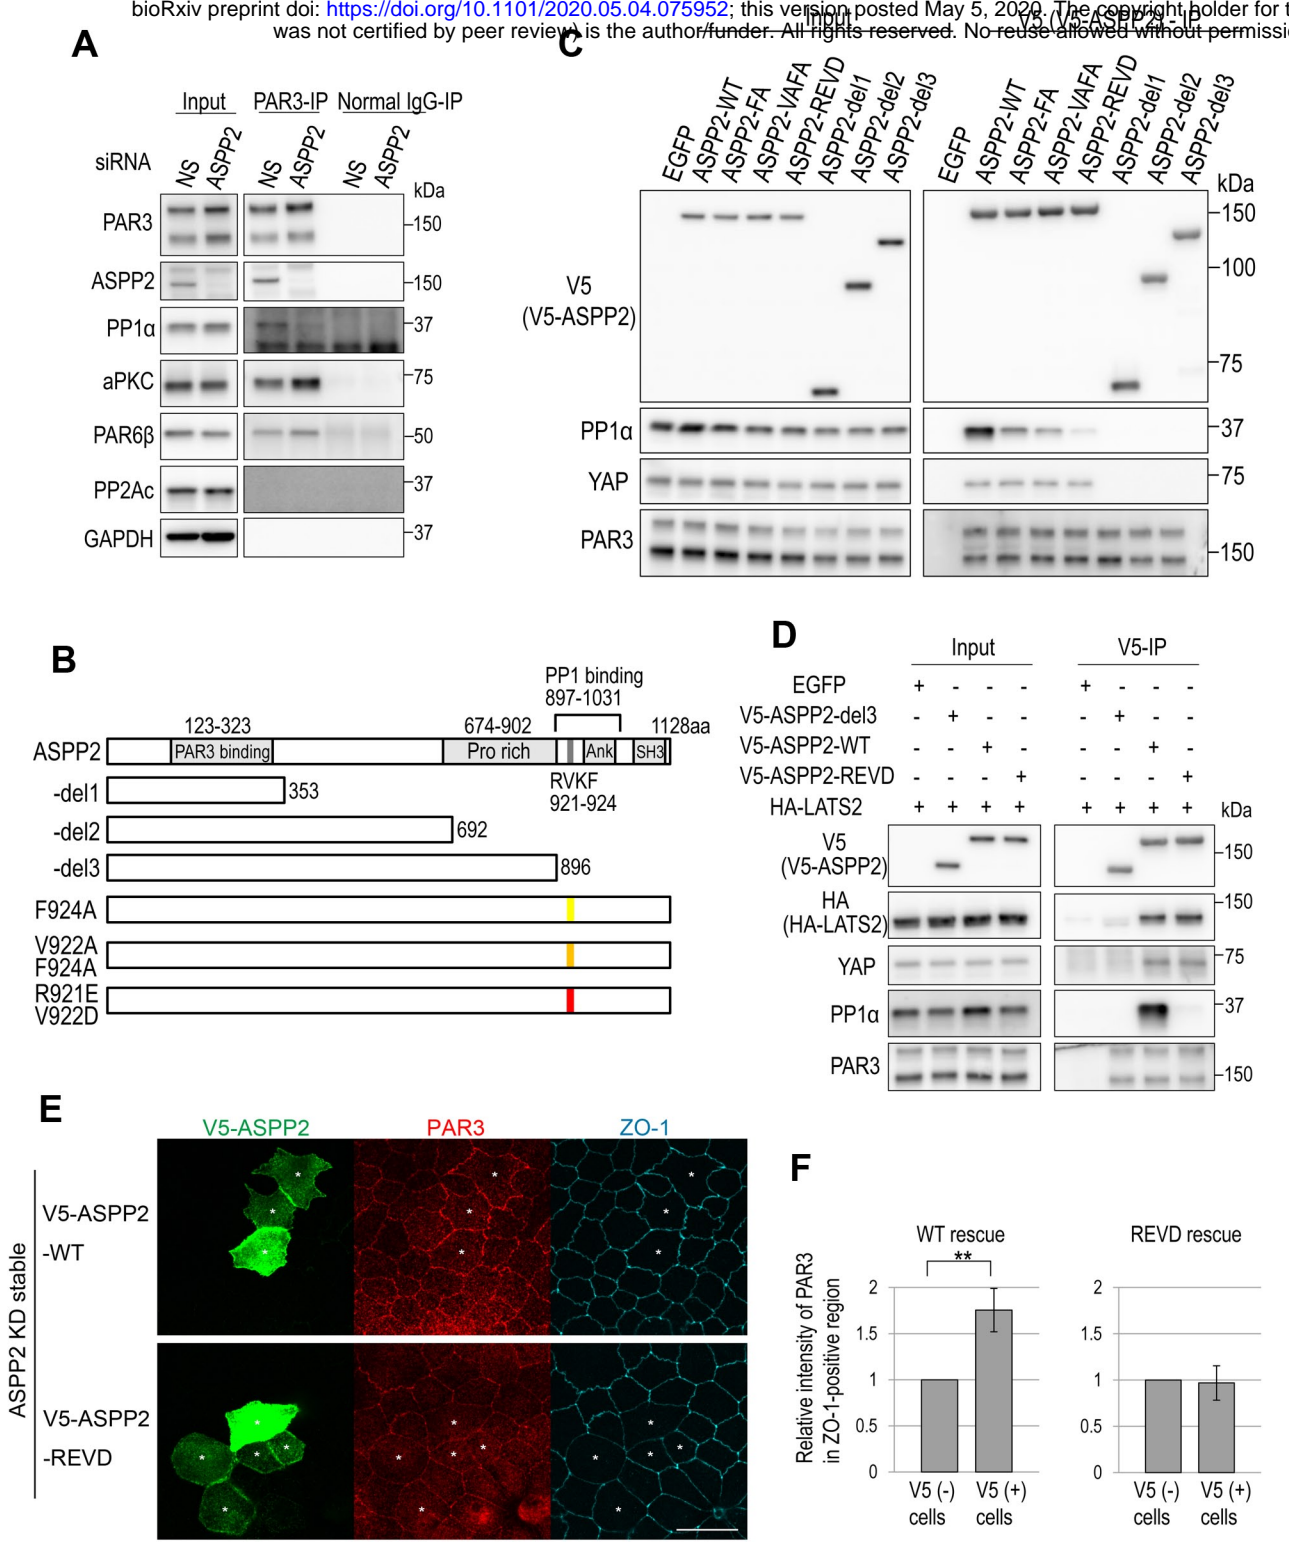 bioRxiv preprint doi: https://doi.org/10.1101/2020.05.04.075952; this version posted May 5, 2020. The copyright holder for t
was not certified by peer review) is the author/funder. All rights reserved. No reuse allowed without permissi
A
Input PAR3-IP Normal IgG-IP
siRNA NS ASPP2 NS ASPP2 NS ASPP2
kDa
PAR3 150
ASPP2 150
PP1α 37
aPKC 75
PAR6β 50
PP2Ac 37
GAPDH 37
C
Input V5 (V5-ASPP2) - IP
EGFP ASPP2-WT ASPP2-FA ASPP2-VAFA ASPP2-REVD ASPP2-del1 ASPP2-del2 ASPP2-del3 EGFP ASPP2-WT ASPP2-FA ASPP2-VAFA ASPP2-REVD ASPP2-del1 ASPP2-del2 ASPP2-del3
kDa
150
100
V5
(V5-ASPP2)
75
PP1α 37
YAP 75
PAR3 150
B
PP1 binding
897-1031
123-323 674-902 1128aa
ASPP2 PAR3 binding Pro rich Ank SH3
RVKF
921-924
-del1 353
-del2 692
-del3 896
F924A
V922A
F924A
R921E
V922D
D
Input V5-IP
EGFP + - - - + - - -
V5-ASPP2-del3 - + - - - + - -
V5-ASPP2-WT - - + - - - + -
V5-ASPP2-REVD - - - + - - - +
HA-LATS2 + + + + + + + + kDa
V5
(V5-ASPP2) 150
HA 150
(HA-LATS2)
YAP 75
PP1α 37
PAR3 150
E
V5-ASPP2 PAR3 ZO-1
ASPP2 KD stable
V5-ASPP2
-WT
* * *
* * *
* * *
V5-ASPP2
-REVD
* * *
* * * * * * * * *
* * * * * *
F
WT rescue REVD rescue
**
Relative intensity of PAR3
in ZO-1-positive region
2 2
1.5 1.5
1 1
0.5 0.5
0 0
V5 (-) V5 (+) V5 (-) V5 (+)
cells cells cells cells